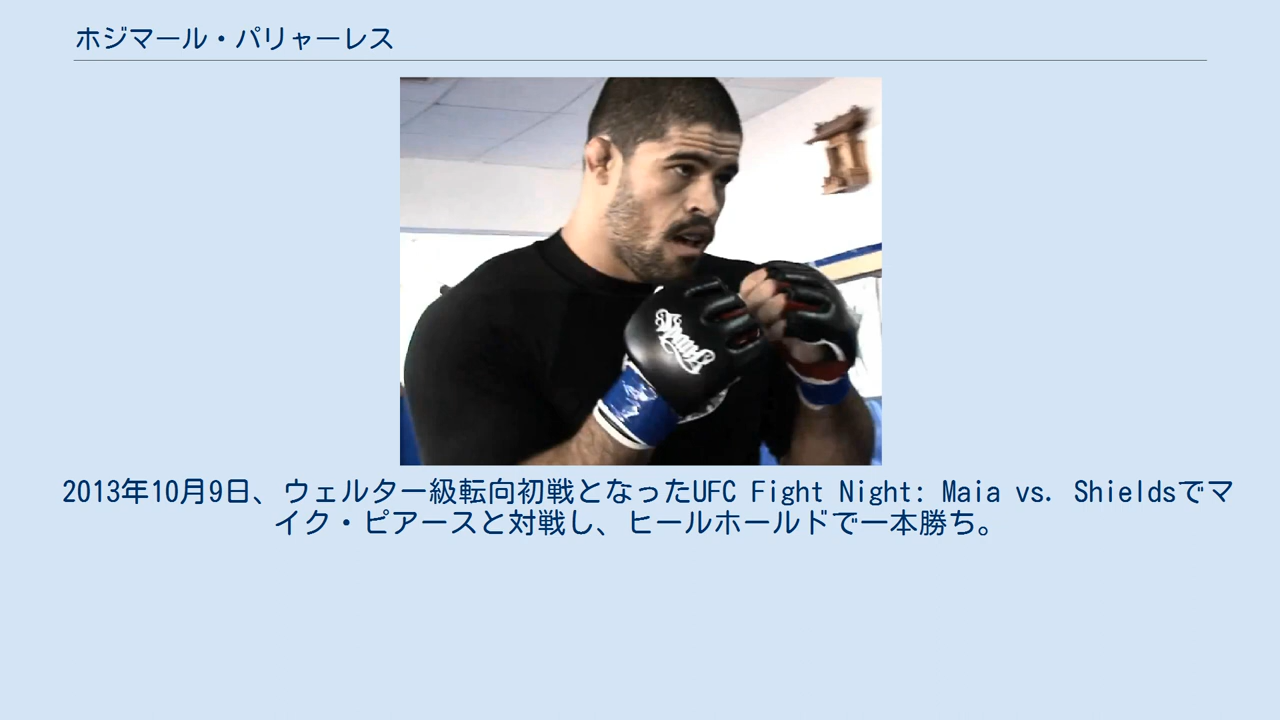 ホジマール・パリャーレス
2013年10月9日、ウェルター級転向初戦となったUFC Fight Night: Maia vs. Shieldsでマ
イク・ピアースと対戦し、ヒールホールドで一本勝ち。